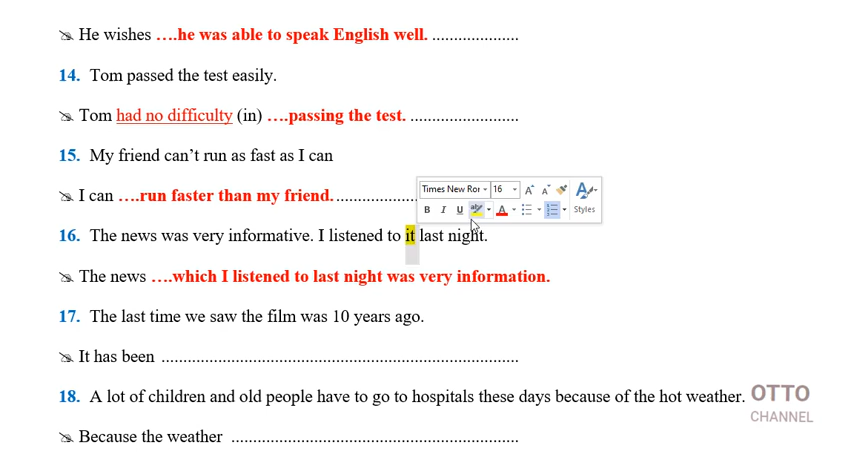 He wishes ….he was able to speak English well. ....................
14. Tom passed the test easily.
Tom had no difficulty (in) ….passing the test. .........................
15. My friend can’t run as fast as I can
I can ….run faster than my friend. ...................
Times New Ror 16 A A A
B I U aby A Styles
16. The news was very informative. I listened to it last night.
The news ….which I listened to last night was very information.
17. The last time we saw the film was 10 years ago.
It has been ...................................................................................
18. A lot of children and old people have to go to hospitals these days because of the hot weather.
Because the weather ..................................................................
OTTO
CHANNEL